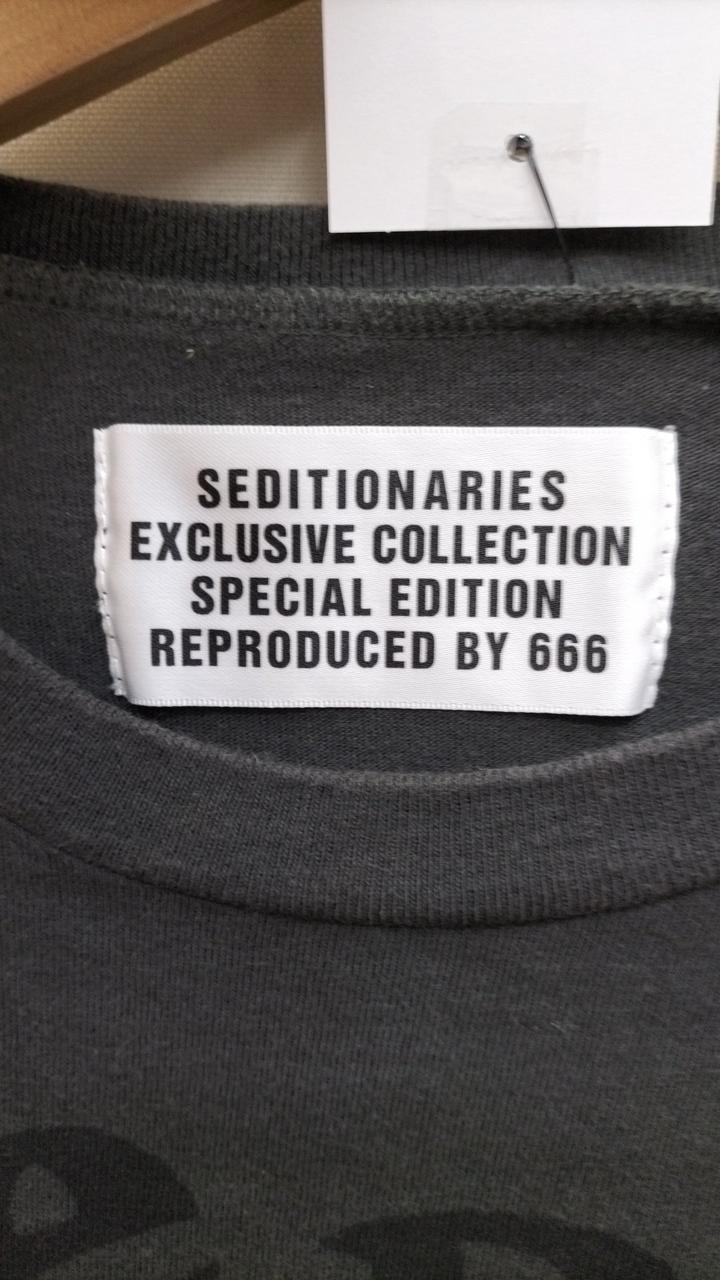 SEDITIONARIES
EXCLUSIVE COLLECTION
SPECIAL EDITION
REPRODUCED BY 666